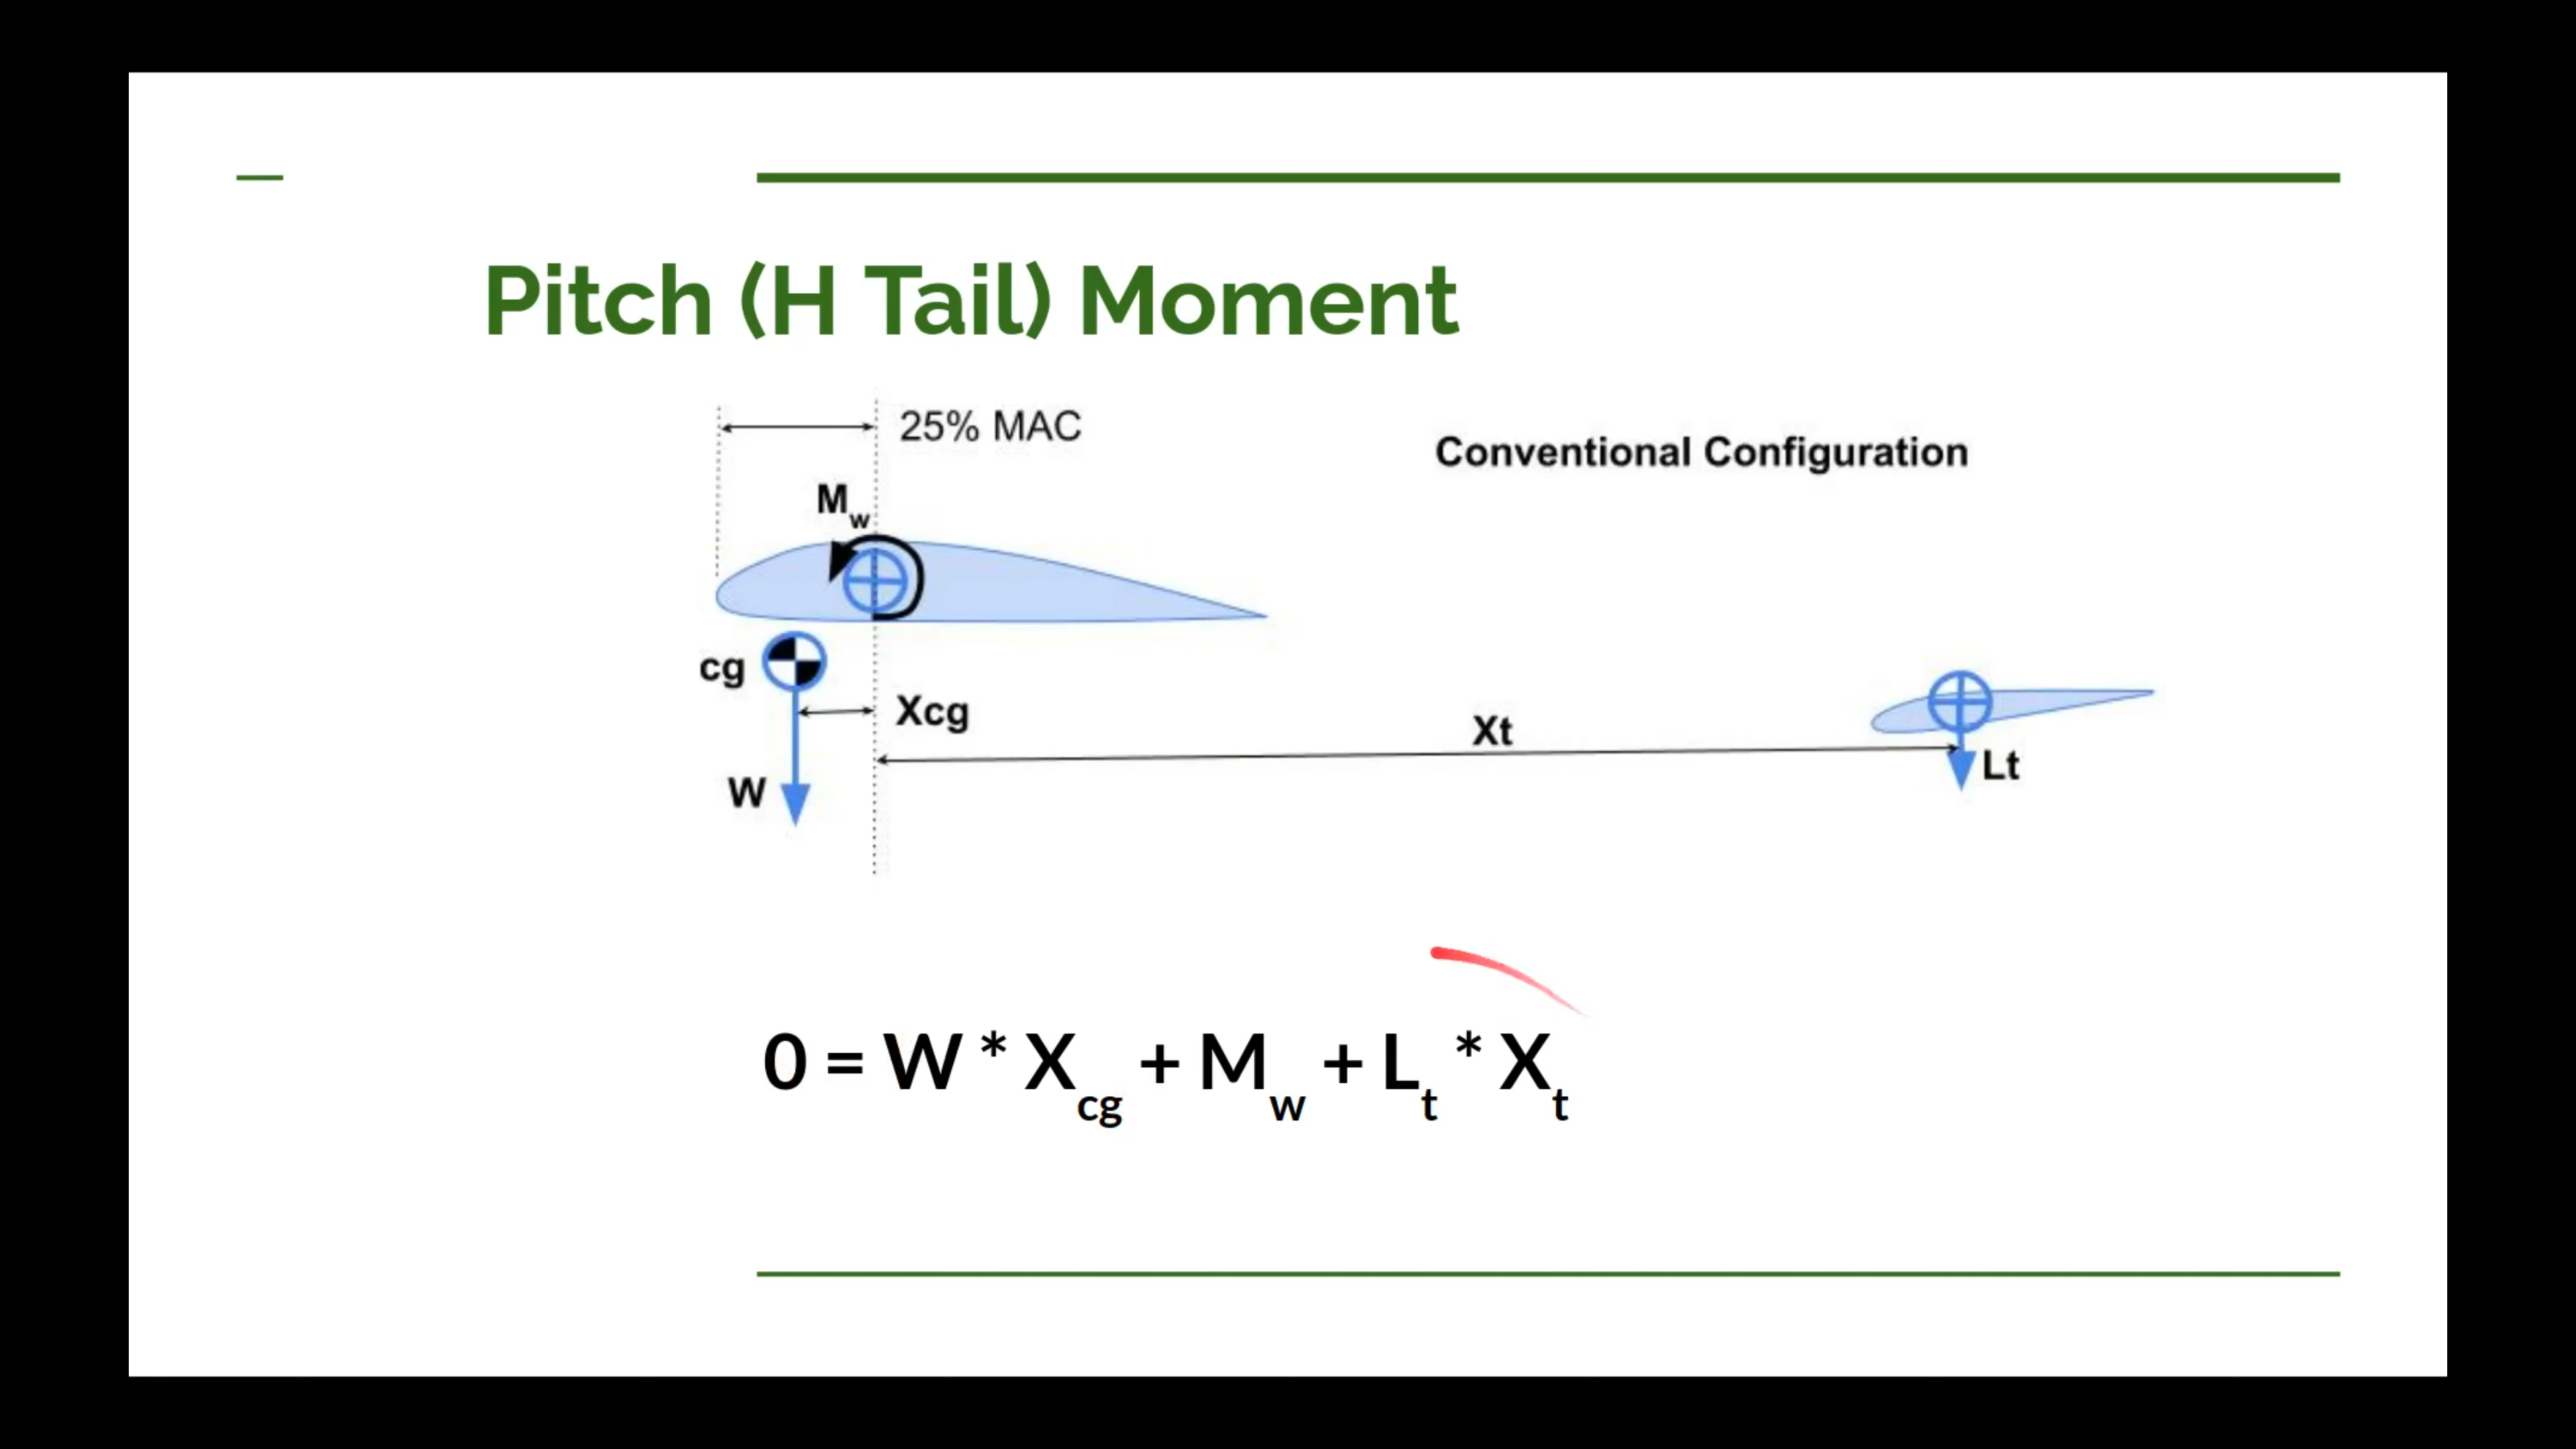 Pitch (H Tail) Moment
25% MAC
Conventional Configuration
Mw
cg
Xcg
Xt
W
Lt
0 = W * Xcg + Mw + Lt * Xt